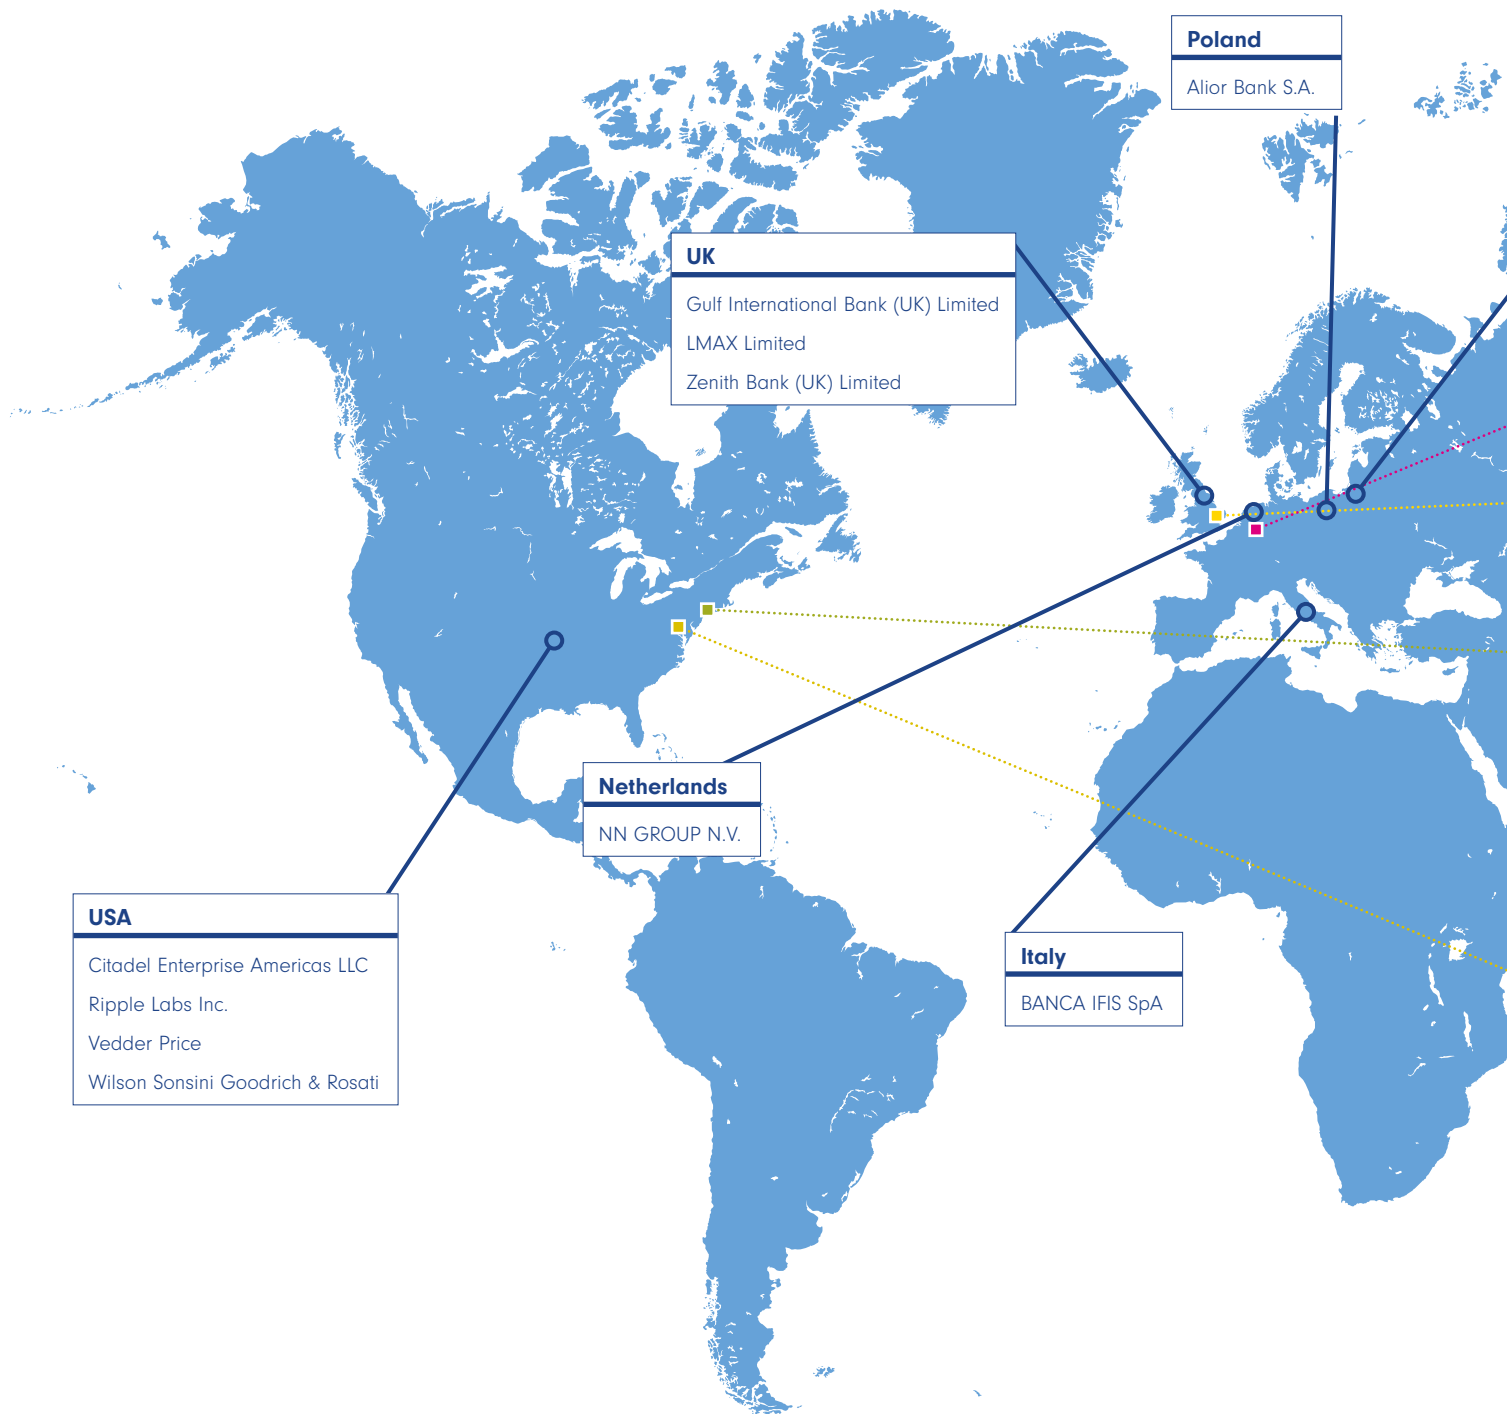 Poland
Alior Bank S.A.
UK
Gulf International Bank (UK) Limited
LMAX Limited
Zenith Bank (UK) Limited
Netherlands
NN GROUP N.V.
USA
Citadel Enterprise Americas LLC
Ripple Labs Inc.
Vedder Price
Wilson Sonsini Goodrich & Rosati
Italy
BANCA IFIS SpA